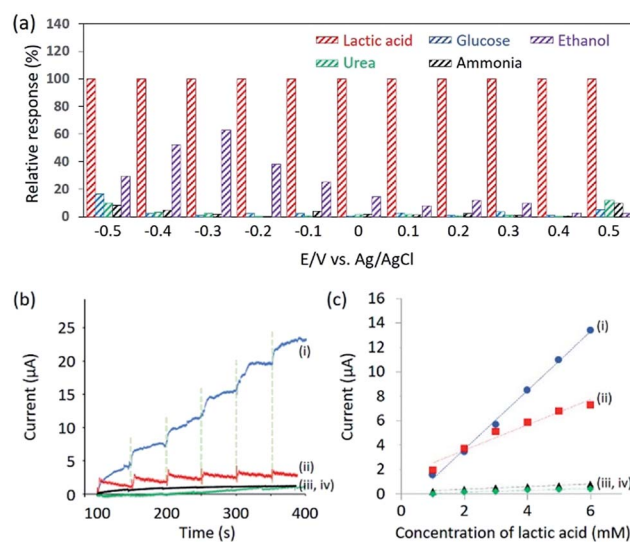 (a)
140
120
100
80
60
40
20
0
Relative response (%)
Lactic acid Glucose Ethanol
Urea Ammonia
-0.5 -0.4 -0.3 -0.2 -0.1 0 0.1 0.2 0.3 0.4 0.5
E/V vs. Ag/AgCl
(b)
25
20
15
10
5
0
Current (µA)
(i)
(ii)
(iii, iv)
100 200 300 400
Time (s)
(c)
16
14
12
10
8
6
4
2
0
Current (µA)
(i)
(ii)
(iii, iv)
0 2 4 6
Concentration of lactic acid (mM)